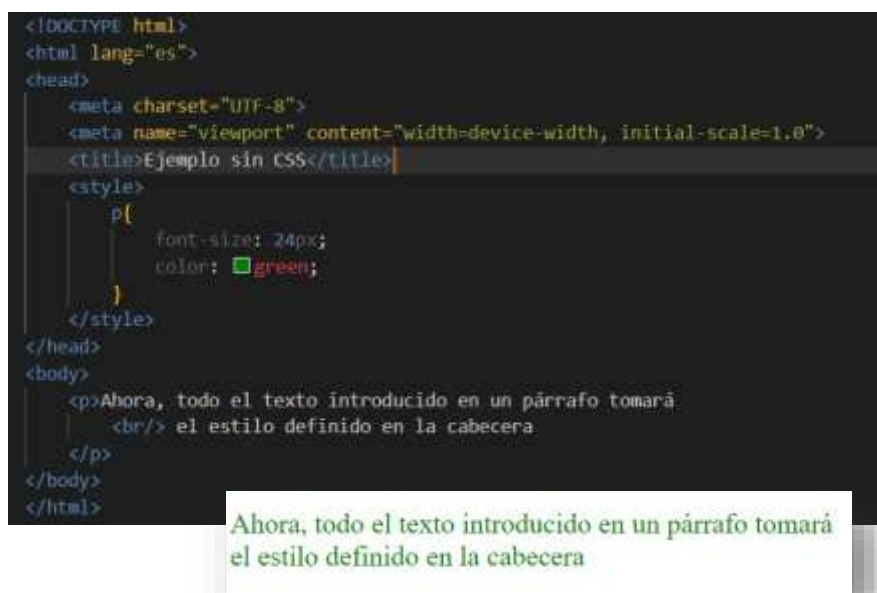 <!DOCTYPE html>
<html lang="es">
<head>
    <meta charset="UTF-8">
    <meta name="viewport" content="width=device-width, initial-scale=1.0">
    <title>Ejemplo sin CSS</title>
    <style>
        p{
            font-size: 24px;
            color: green;
        }
    </style>
</head>
<body>
    <p>Ahora, todo el texto introducido en un párrafo tomará
        <br/> el estilo definido en la cabecera
    </p>
</body>
</html>
Ahora, todo el texto introducido en un párrafo tomará
el estilo definido en la cabecera